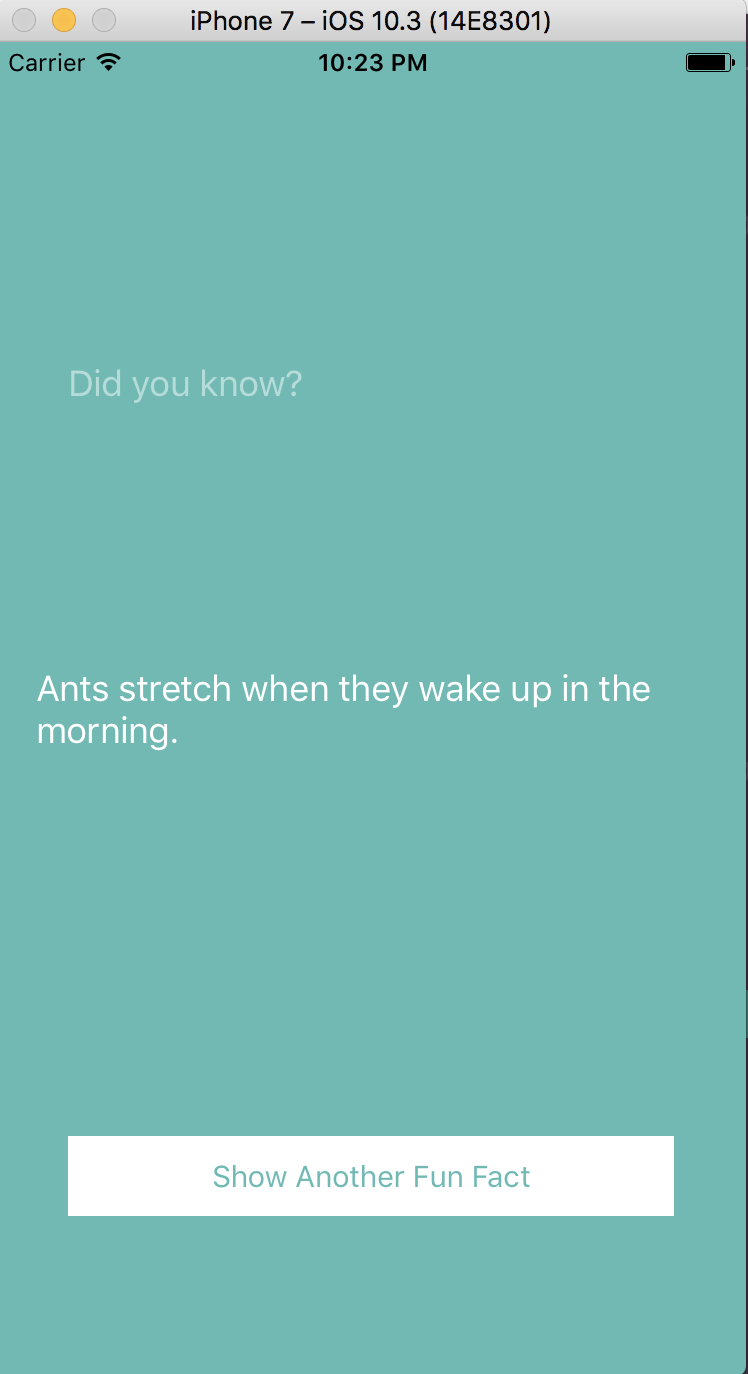 iPhone 7 – iOS 10.3 (14E8301)
Carrier 10:23 PM
Did you know?
Ants stretch when they wake up in the
morning.
Show Another Fun Fact